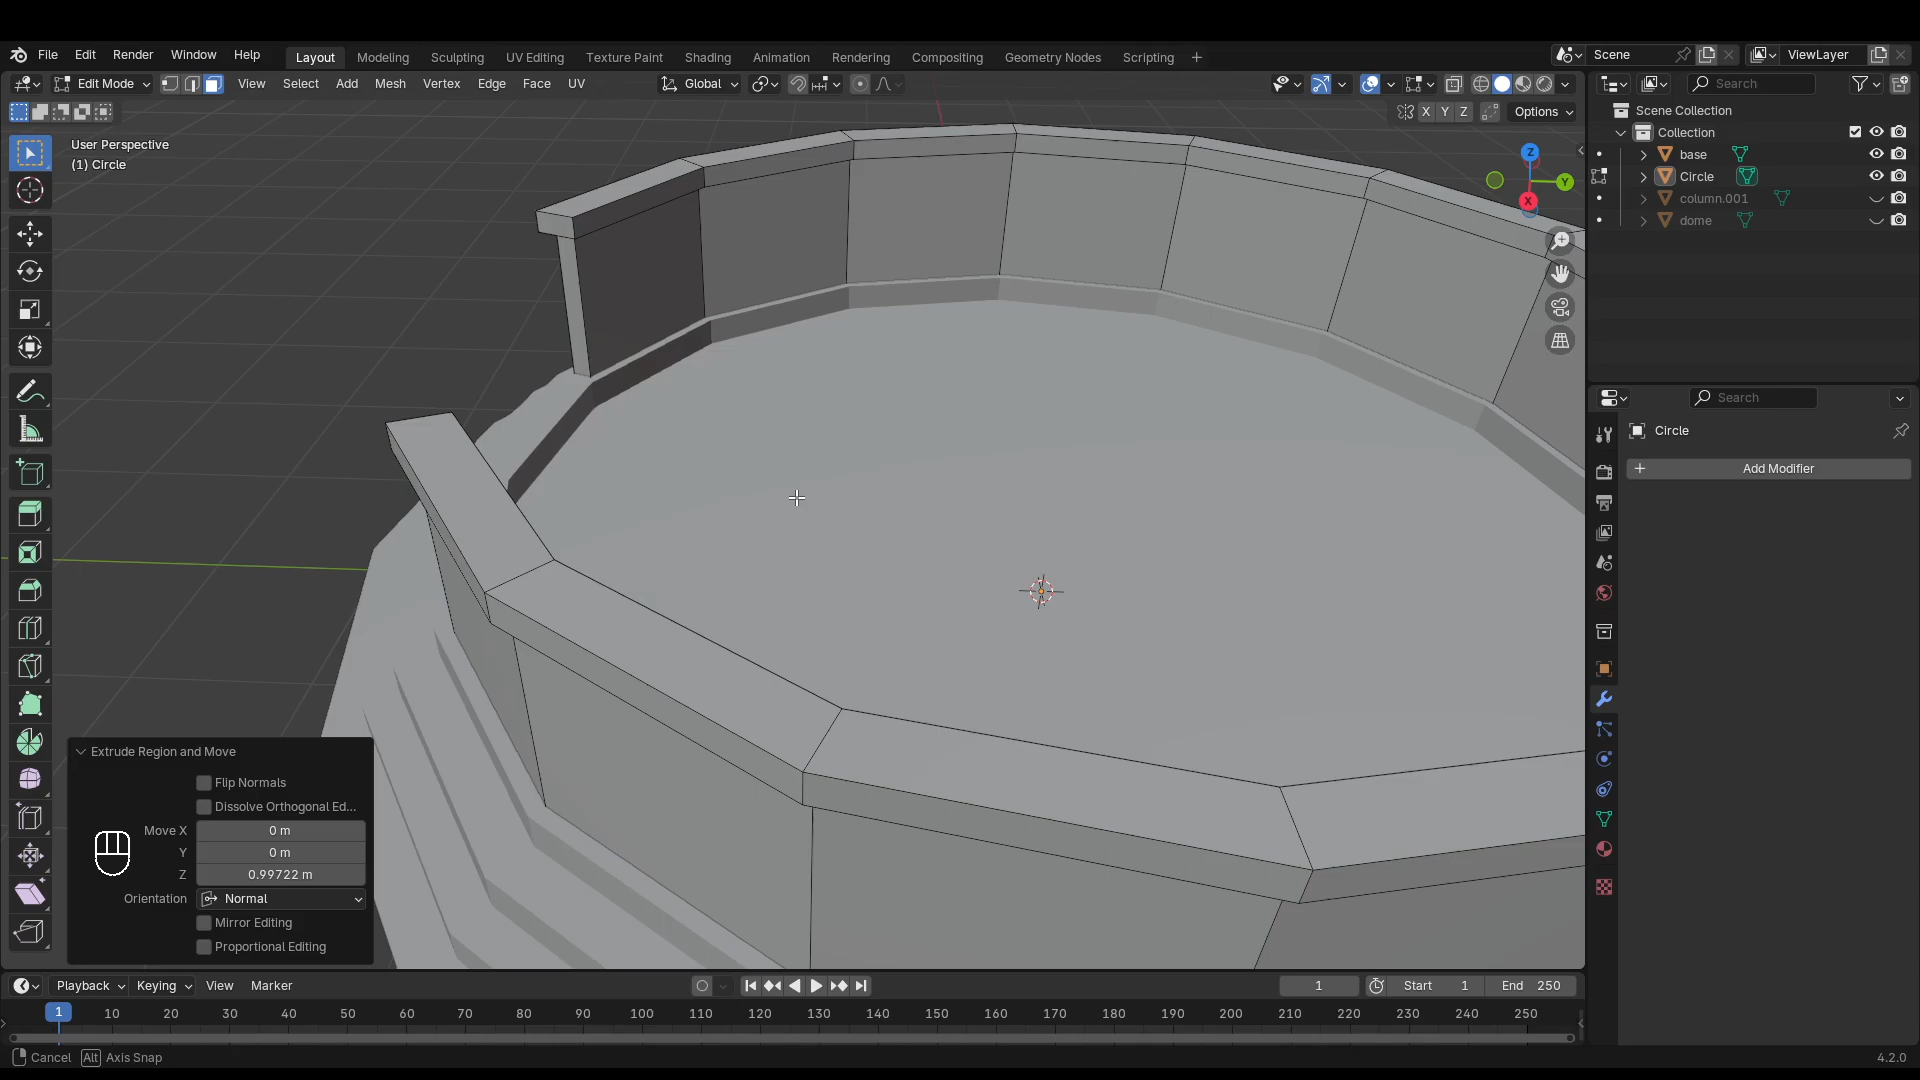 File Edit Render Window Help Layout Modeling Sculpting UV Editing Texture Paint Shading Animation Rendering Compositing Geometry Nodes Scripting + Scene ViewLayer
Edit Mode View Select Add Mesh Vertex Edge Face UV Global Search
X Y Z Options
User Perspective
(1) Circle
Z
Y
X
Scene Collection
Collection
base
Circle
column.001
dome
Search
Circle
+ Add Modifier
Extrude Region and Move
Flip Normals
Dissolve Orthogonal Ed...
Move X 0 m
Y 0 m
Z 0.99722 m
Orientation Normal
Mirror Editing
Proportional Editing
Playback Keying View Marker 1 Start 1 End 250
1 10 20 30 40 50 60 70 80 90 100 110 120 130 140 150 160 170 180 190 200 210 220 230 240 250
Cancel Alt Axis Snap 4.2.0